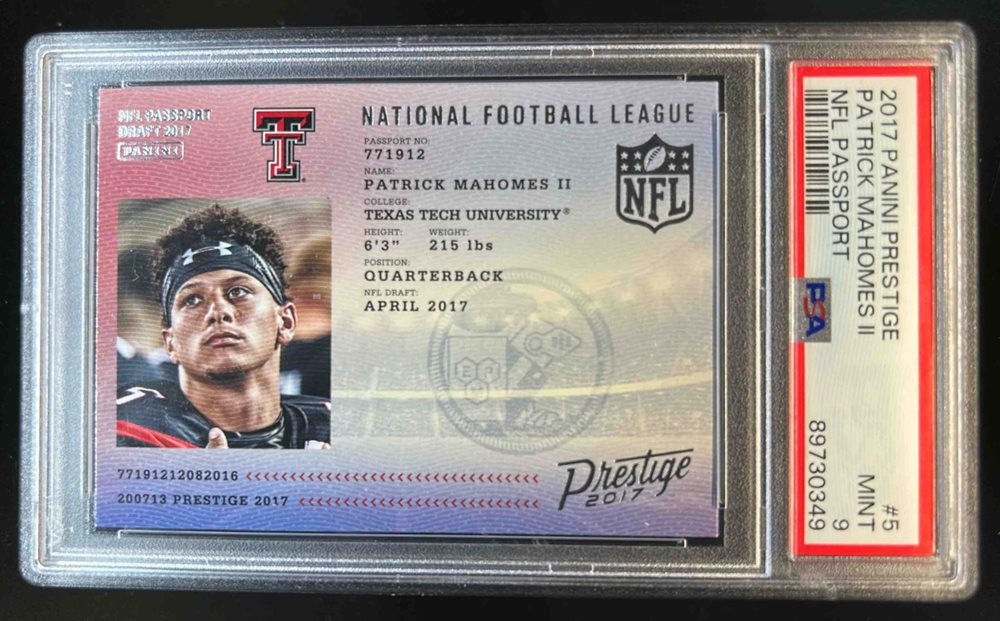 NFL PASSPORT
DRAFT 2017
PANINI
NATIONAL FOOTBALL LEAGUE
PASSPORT NO:
771912
NAME:
PATRICK MAHOMES II
COLLEGE:
TEXAS TECH UNIVERSITY®
HEIGHT: WEIGHT:
6'3" 215 lbs
POSITION:
QUARTERBACK
NFL DRAFT:
APRIL 2017
NFL
77191212082016 ‹‹‹‹‹‹‹‹‹‹‹‹‹‹‹‹‹‹‹‹‹‹‹‹‹‹‹‹‹‹‹‹
200713 PRESTIGE 2017 ‹‹‹‹‹‹‹‹‹‹‹‹‹‹‹‹‹‹‹‹‹‹‹‹‹‹‹‹‹
Prestige
2017
2017 PANINI PRESTIGE #5
PATRICK MAHOMES II MINT
NFL PASSPORT 9
PSA
89730349